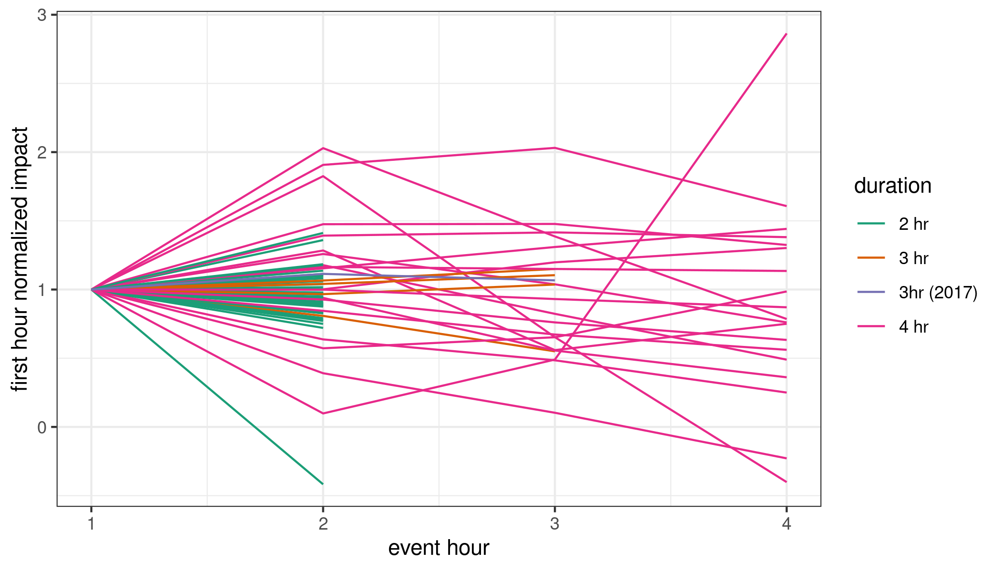 3
2
1
0
first hour normalized impact
1 2 3 4
event hour
duration
2 hr
3 hr
3hr (2017)
4 hr